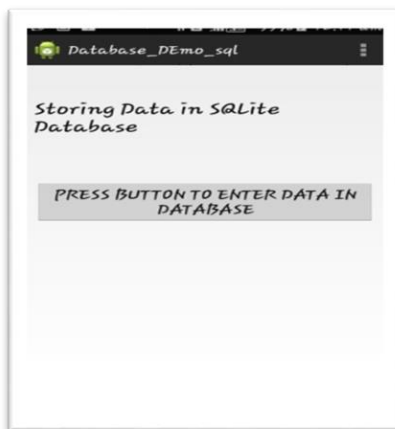 Database_DEmo_sql
Storing Data in SQLite
Database
PRESS BUTTON TO ENTER DATA IN
DATABASE